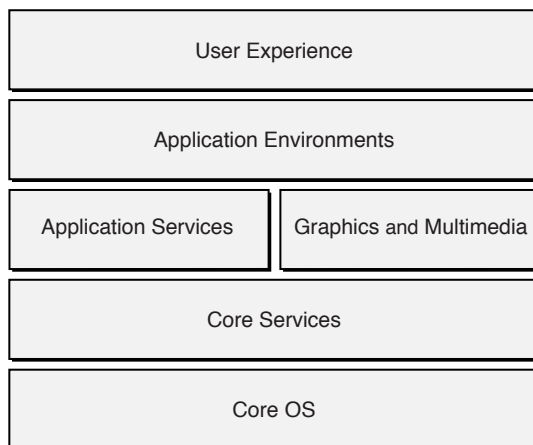 User Experience
Application Environments
Application Services
Graphics and Multimedia
Core Services
Core OS